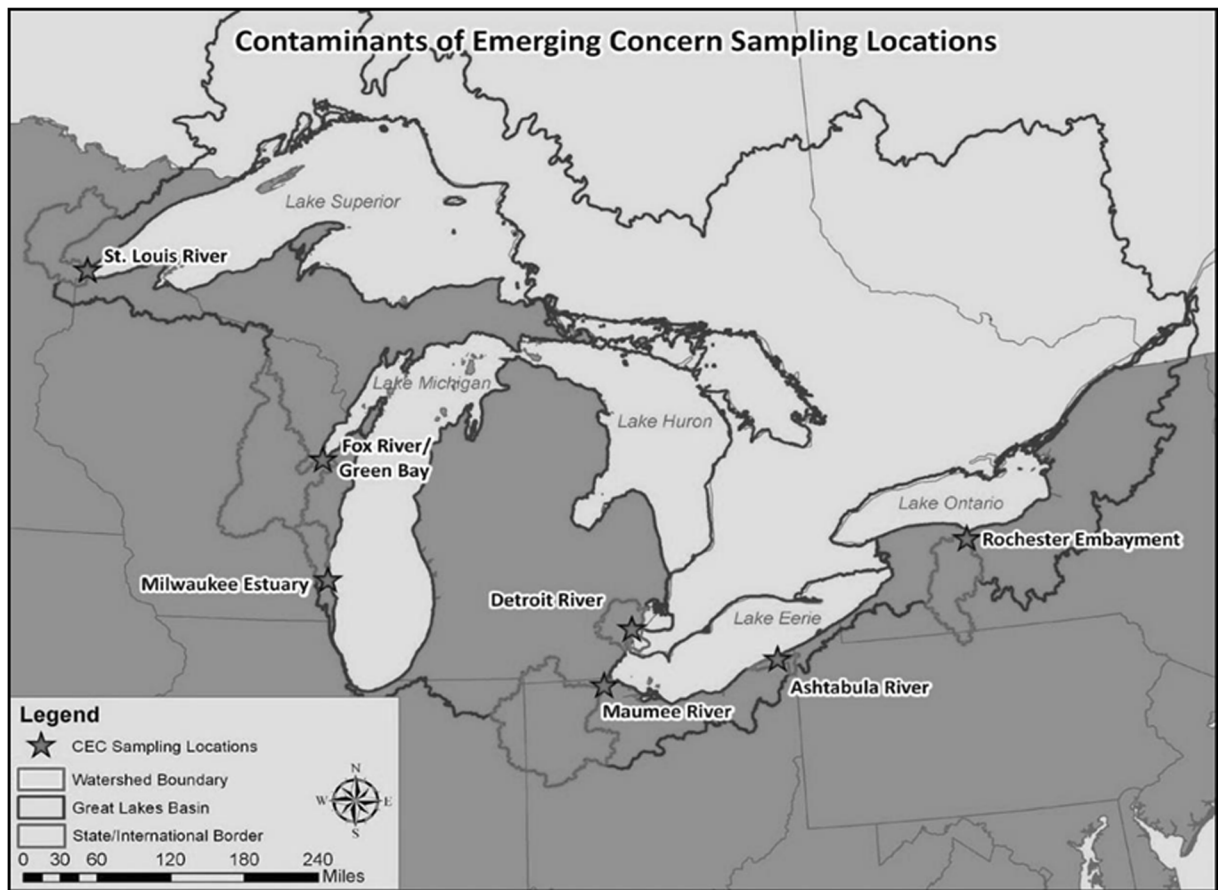 Contaminants of Emerging Concern Sampling Locations
Lake Superior
St. Louis River
Lake Michigan
Lake Huron
Fox River/
Green Bay
Lake Ontario
Rochester Embayment
Milwaukee Estuary
Detroit River
Lake Eerie
Ashtabula River
Maumee River
Legend
CEC Sampling Locations
Watershed Boundary
Great Lakes Basin
State/International Border
N
W E
S
0 30 60 120 180 240
Miles